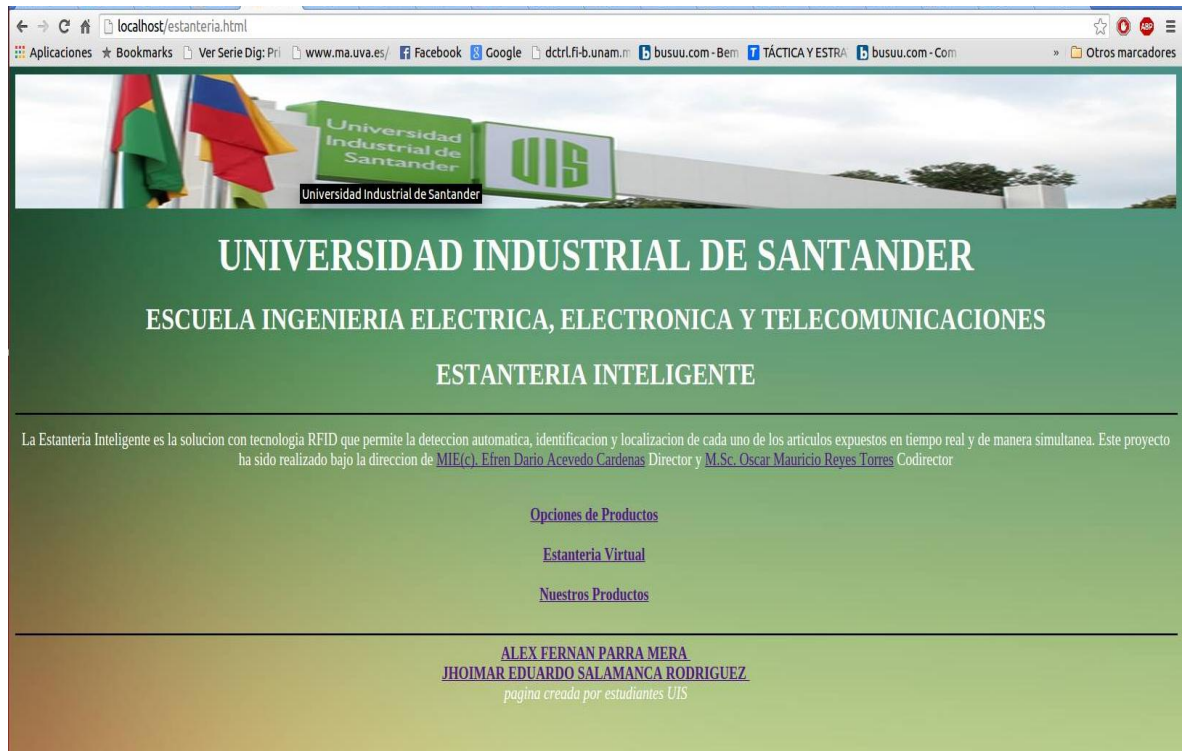 localhost/estanteria.html
ABP
Aplicaciones Bookmarks Ver Serie Dig: Pri www.ma.uva.es/ Facebook Google dctrl.fi-b.unam.m busuu.com - Bem TÁCTICA Y ESTRA busuu.com - Com » Otros marcadores
Universidad
Industrial de
Santander
UIS
Universidad Industrial de Santander
UNIVERSIDAD INDUSTRIAL DE SANTANDER
ESCUELA INGENIERIA ELECTRICA, ELECTRONICA Y TELECOMUNICACIONES
ESTANTERIA INTELIGENTE
La Estanteria Inteligente es la solucion con tecnologia RFID que permite la deteccion automatica, identificacion y localizacion de cada uno de los articulos expuestos en tiempo real y de manera simultanea. Este proyecto
ha sido realizado bajo la direccion de MIE(c). Efren Dario Acevedo Cardenas Director y M.Sc. Oscar Mauricio Reyes Torres Codirector
Opciones de Productos
Estanteria Virtual
Nuestros Productos
ALEX FERNAN PARRA MERA
JHOIMAR EDUARDO SALAMANCA RODRIGUEZ
pagina creada por estudiantes UIS